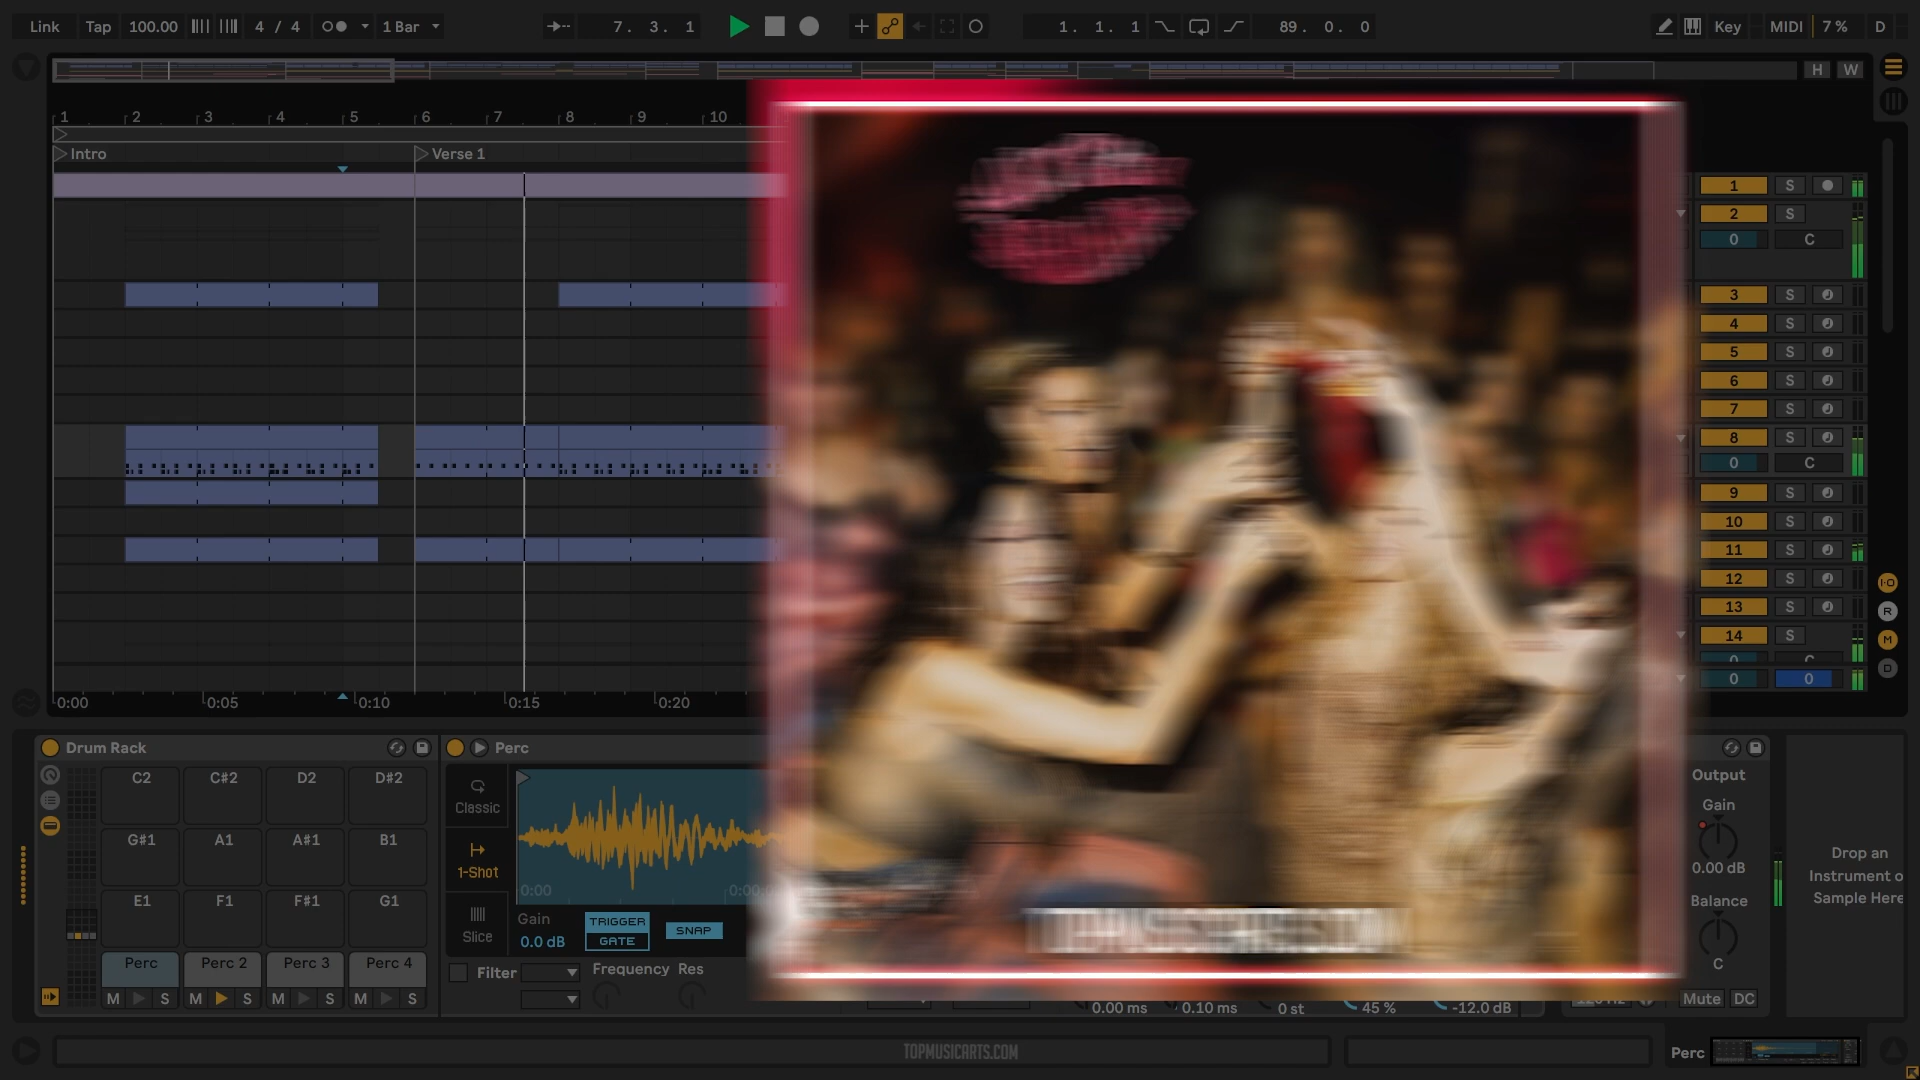 Link Tap 100.00 4 / 4 1 Bar 7. 3. 1 1. 1. 1 89. 0. 0 Key MIDI 7 % D
H W
1 2 3 4 5 6 7 8 9 10
Intro Verse 1
1 S
2 S
0 C
3 S
4 S
5 S
6 S
7 S
8 S
0 C
9 S
10 S
11 S
12 S
13 S
14 S
0 C
0 0
I·O
R
M
D
0:00 0:05 0:10 0:15 0:20
Drum Rack Perc
C2 C#2 D2 D#2
G#1 A1 A#1 B1
E1 F1 F#1 G1
Perc Perc 2 Perc 3 Perc 4
M S M S M S M S
Classic
1-Shot
Slice
0:00 0:00:0
Gain
0.0 dB
TRIGGER
GATE
SNAP
Filter Frequency Res
0.00 ms 0.10 ms 0 st 45 % -12.0 dB
Output
Gain
0.00 dB
Balance
C
Mute DC
Drop an
Instrument o
Sample Here
TOPMUSICARTS.COM
Perc